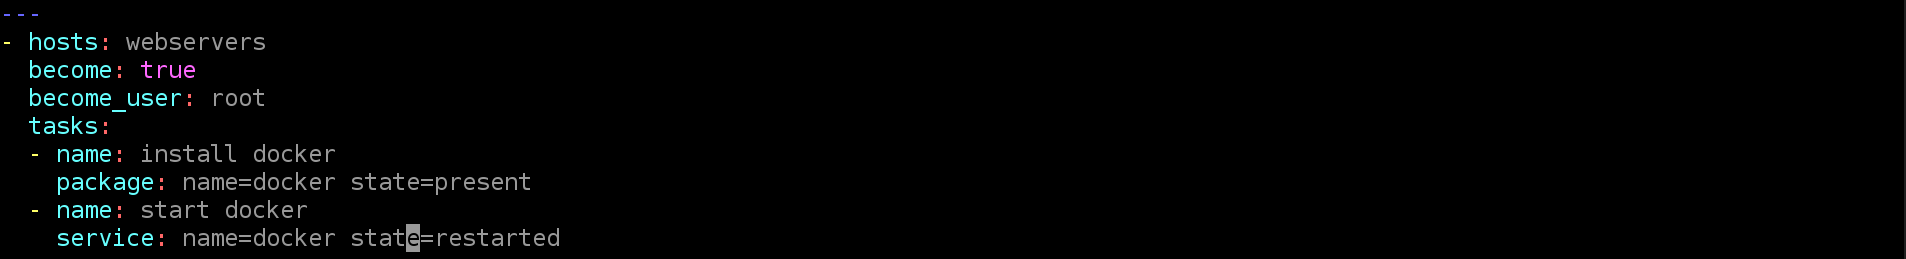 ---
- hosts: webservers
  become: true
  become_user: root
  tasks:
  - name: install docker
    package: name=docker state=present
  - name: start docker
    service: name=docker state=restarted